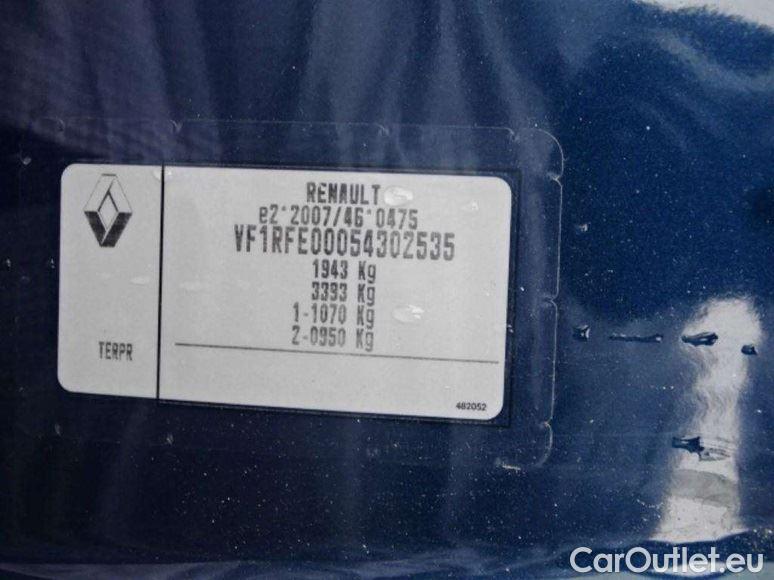 RENAULT
e2*2007/46*0475
VF1RFE00054302535
1943 Kg
3393 Kg
1-1070 Kg
2-0950 Kg
TERPR
482052
CarOutlet.eu